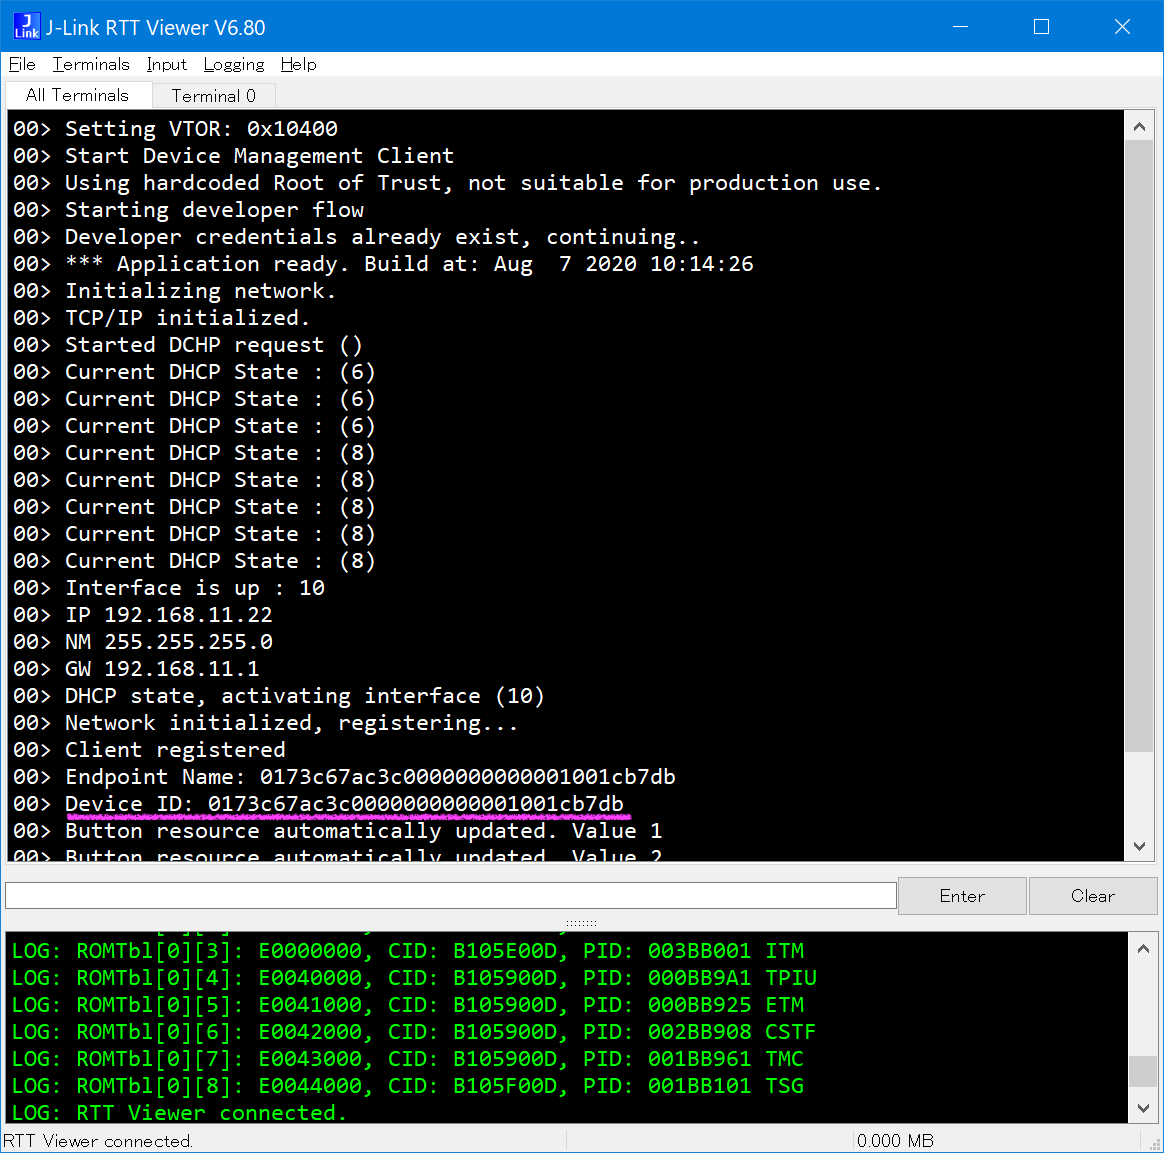 J-Link RTT Viewer V6.80
File Terminals Input Logging Help
All Terminals Terminal 0
00> Setting VTOR: 0x10400
00> Start Device Management Client
00> Using hardcoded Root of Trust, not suitable for production use.
00> Starting developer flow
00> Developer credentials already exist, continuing..
00> *** Application ready. Build at: Aug  7 2020 10:14:26
00> Initializing network.
00> TCP/IP initialized.
00> Started DCHP request ()
00> Current DHCP State : (6)
00> Current DHCP State : (6)
00> Current DHCP State : (6)
00> Current DHCP State : (8)
00> Current DHCP State : (8)
00> Current DHCP State : (8)
00> Current DHCP State : (8)
00> Current DHCP State : (8)
00> Interface is up : 10
00> IP 192.168.11.22
00> NM 255.255.255.0
00> GW 192.168.11.1
00> DHCP state, activating interface (10)
00> Network initialized, registering...
00> Client registered
00> Endpoint Name: 0173c67ac3c0000000000001001cb7db
00> Device ID: 0173c67ac3c0000000000001001cb7db
00> Button resource automatically updated. Value 1
00> Button resource automatically updated. Value 2
Enter Clear
LOG: ROMTbl[0][3]: E0000000, CID: B105E00D, PID: 003BB001 ITM
LOG: ROMTbl[0][4]: E0040000, CID: B105900D, PID: 000BB9A1 TPIU
LOG: ROMTbl[0][5]: E0041000, CID: B105900D, PID: 000BB925 ETM
LOG: ROMTbl[0][6]: E0042000, CID: B105900D, PID: 002BB908 CSTF
LOG: ROMTbl[0][7]: E0043000, CID: B105900D, PID: 001BB961 TMC
LOG: ROMTbl[0][8]: E0044000, CID: B105F00D, PID: 001BB101 TSG
LOG: RTT Viewer connected.
RTT Viewer connected. 0.000 MB